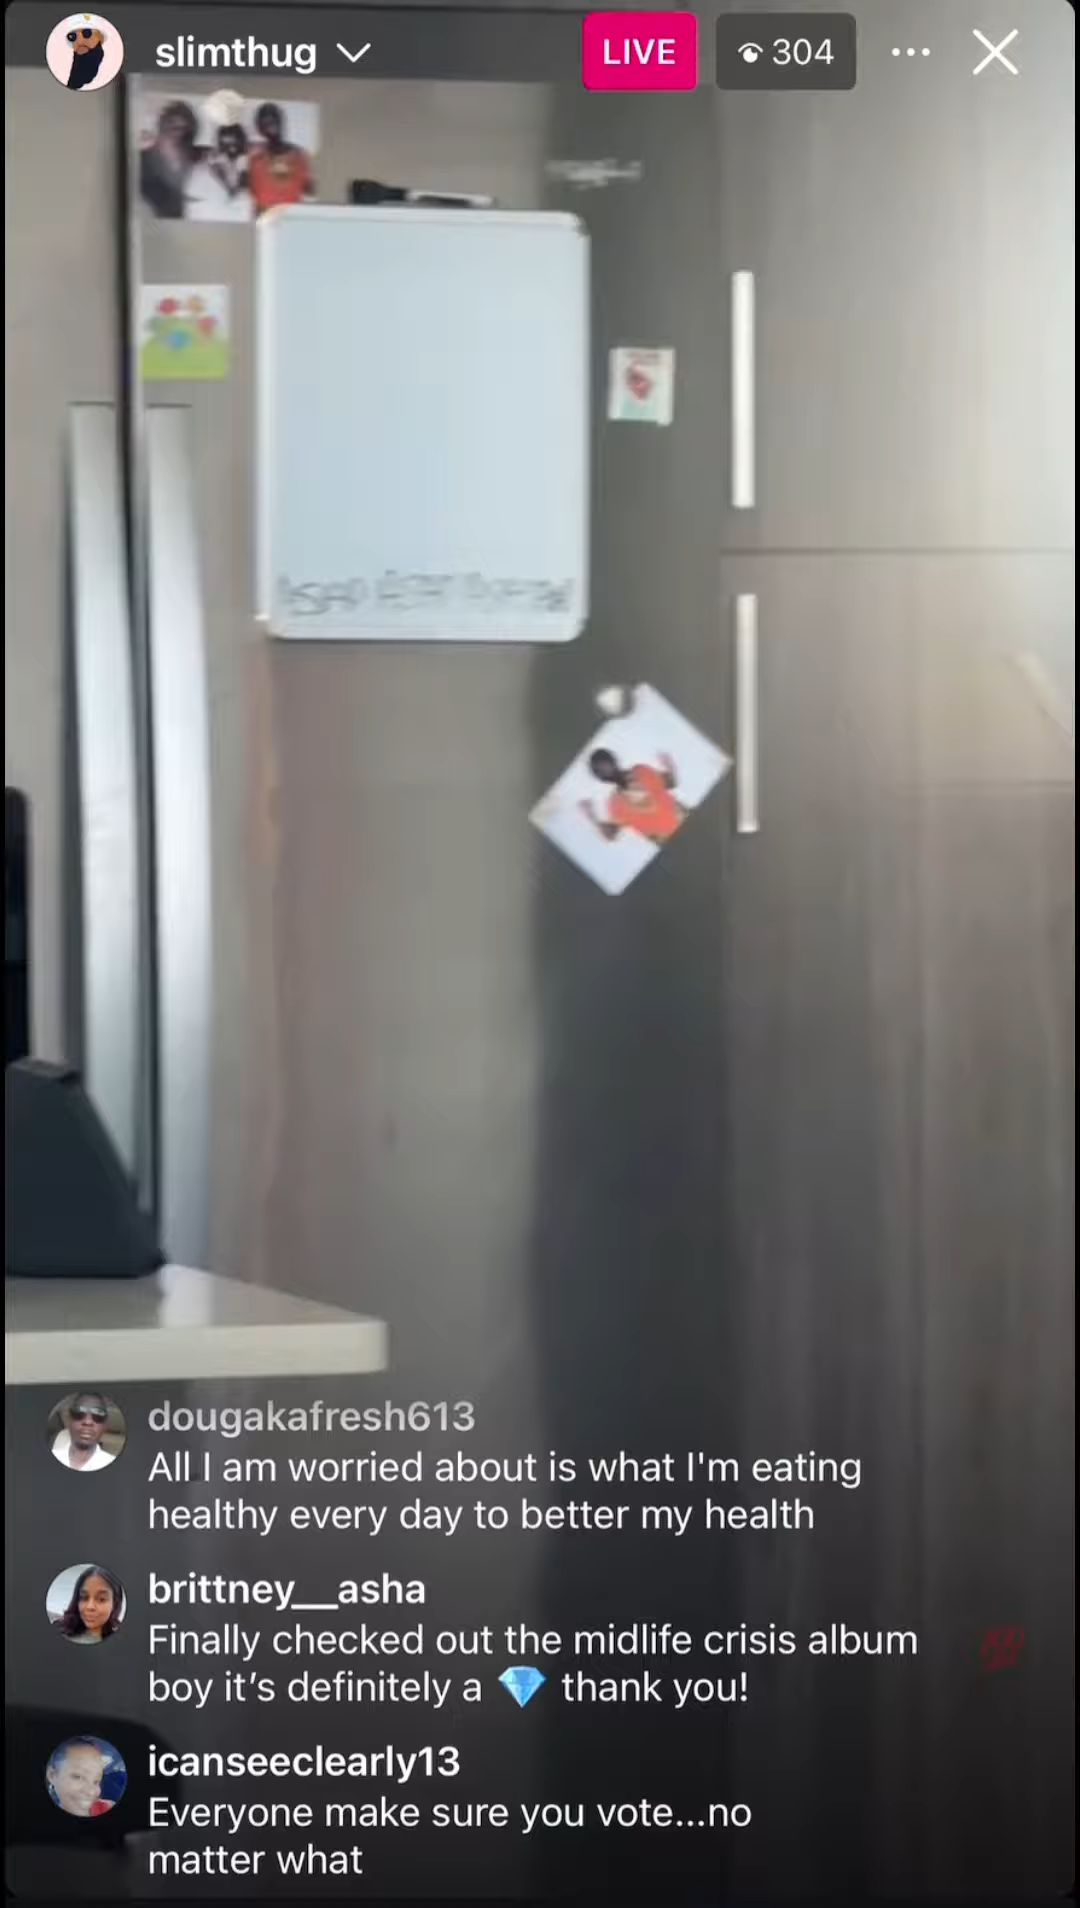 slimthug
LIVE
304
dougakafresh613
All I am worried about is what I'm eating
healthy every day to better my health
brittney__asha
Finally checked out the midlife crisis album
boy it’s definitely a 💎 thank you!
icanseeclearly13
Everyone make sure you vote...no
matter what